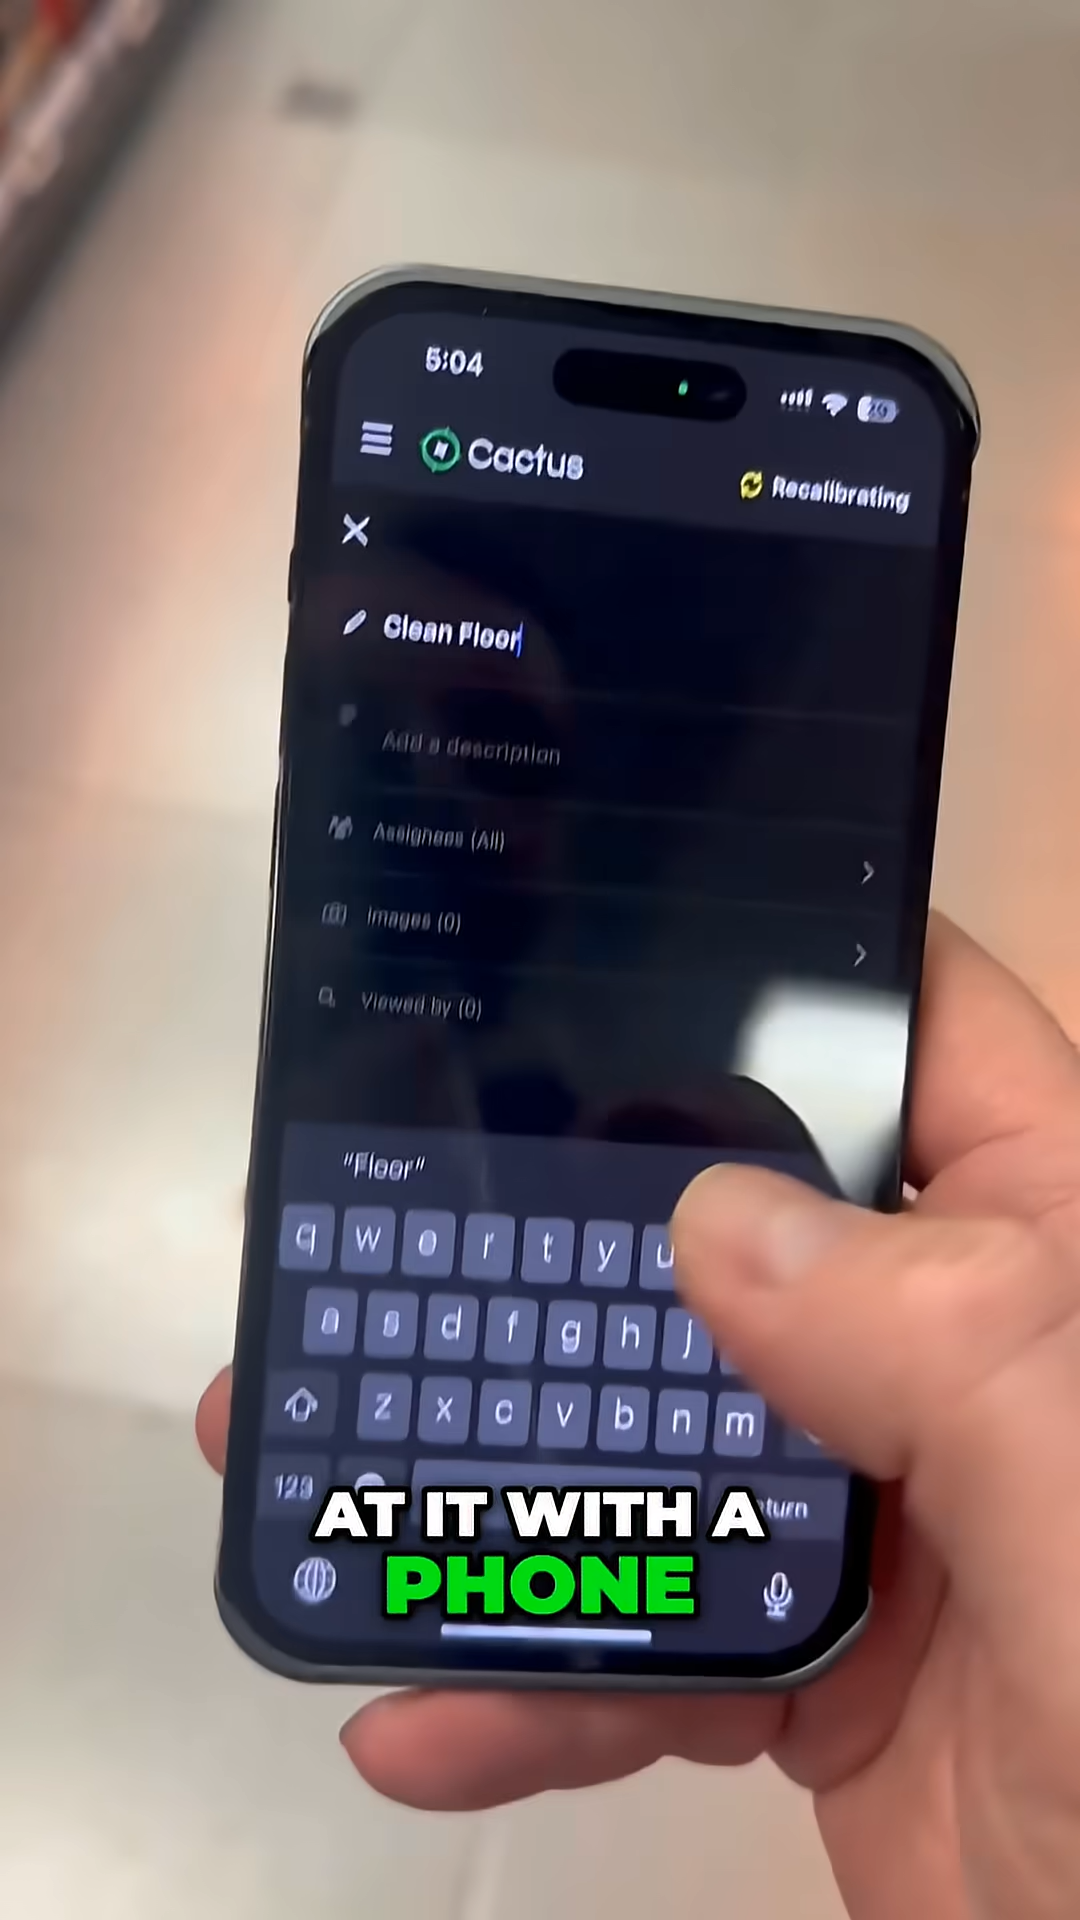 5:04
29
Cactus
Recalibrating
Clean Floor
Add a description
Assignees (All)
Images (0)
Viewed by (0)
"Floor"
q w e r t y u
a s d f g h j
z x c v b n m
123
AT IT WITH A
PHONE